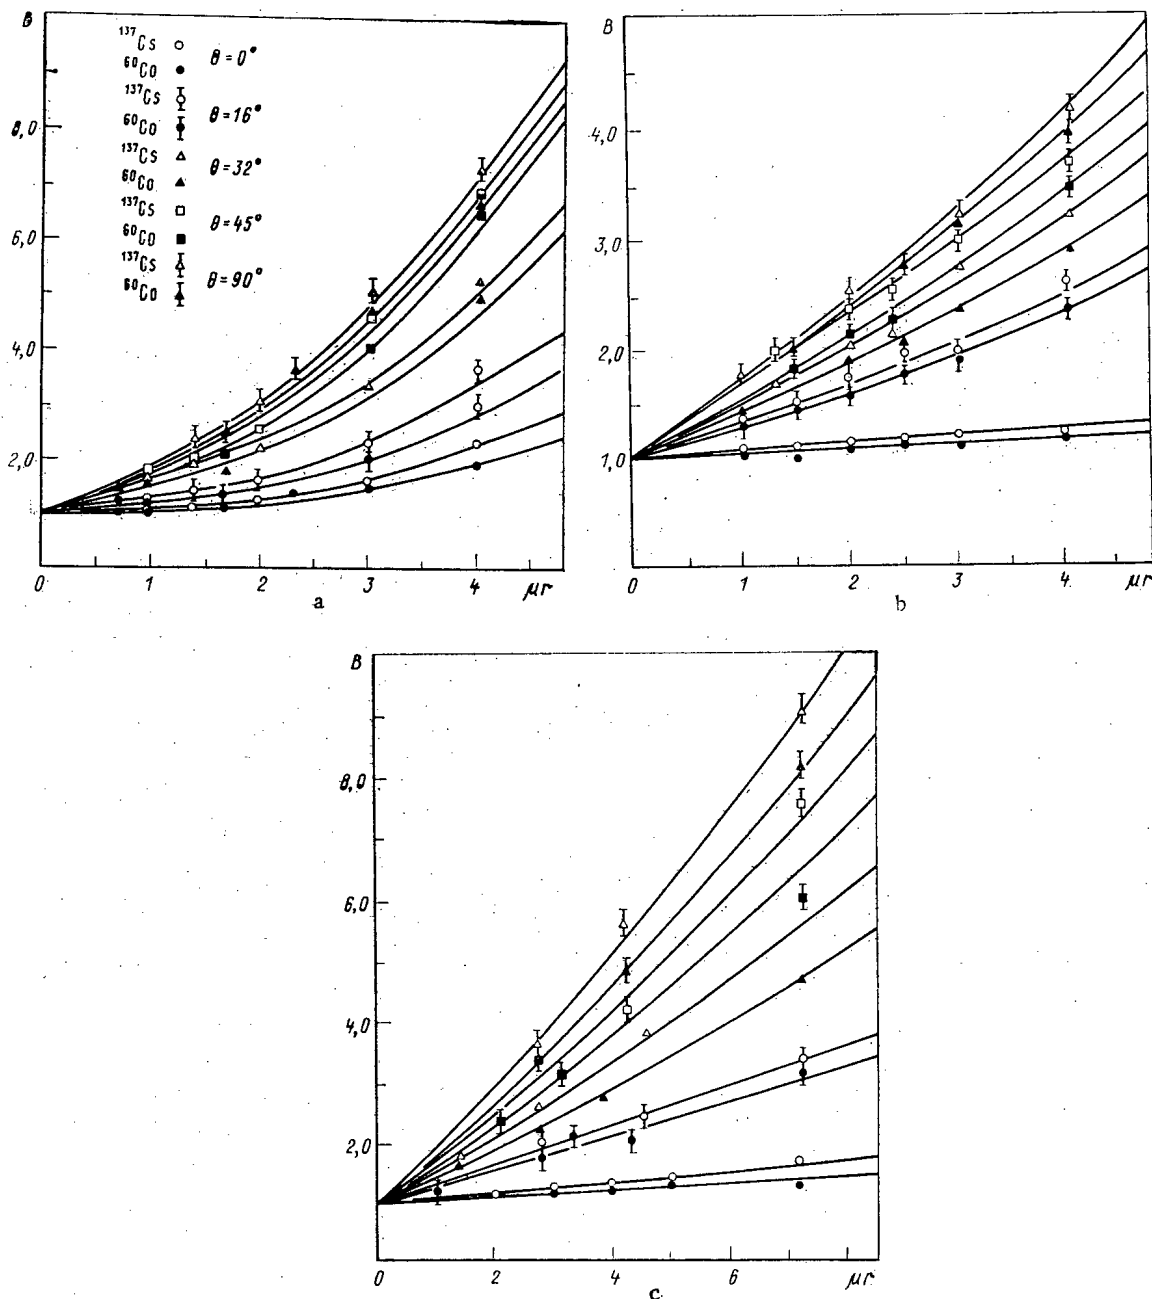 B
¹³⁷Cs ○
⁶⁰Co ● θ = 0°
¹³⁷Cs
⁶⁰Co θ = 16°
¹³⁷Cs △
⁶⁰Co ▲ θ = 32°
¹³⁷Cs □
⁶⁰Co ■ θ = 45°
¹³⁷Cs
⁶⁰Co θ = 90°
8,0
6,0
4,0
2,0
0 1 2 3 4 μr
a
B
4,0
3,0
2,0
1,0
0 1 2 3 4 μr
b
B
8,0
6,0
4,0
2,0
0 2 4 6 μr
c